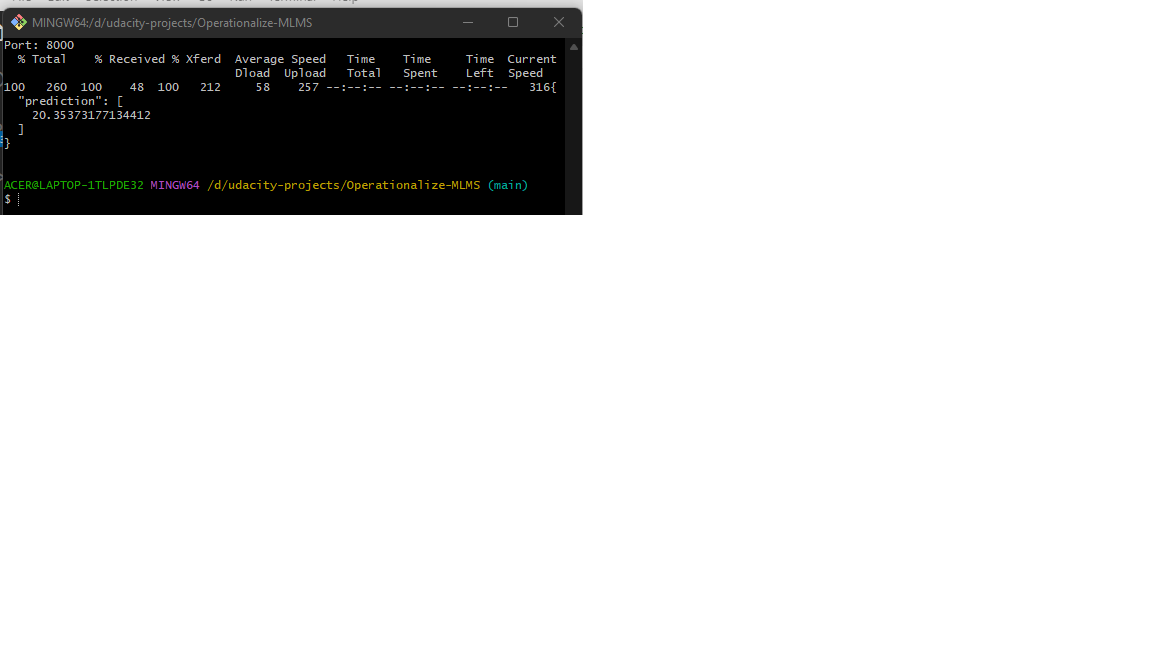 MINGW64:/d/udacity-projects/Operationalize-MLMS
Port: 8000
% Total % Received % Xferd Average Speed Time Time Time Current
Dload Upload Total Spent Left Speed
100 260 100 48 100 212 58 257 --:--:-- --:--:-- --:--:-- 316{
"prediction": [
20.35373177134412
]
}
ACER@LAPTOP-1TLPDE32 MINGW64 /d/udacity-projects/Operationalize-MLMS (main)
$